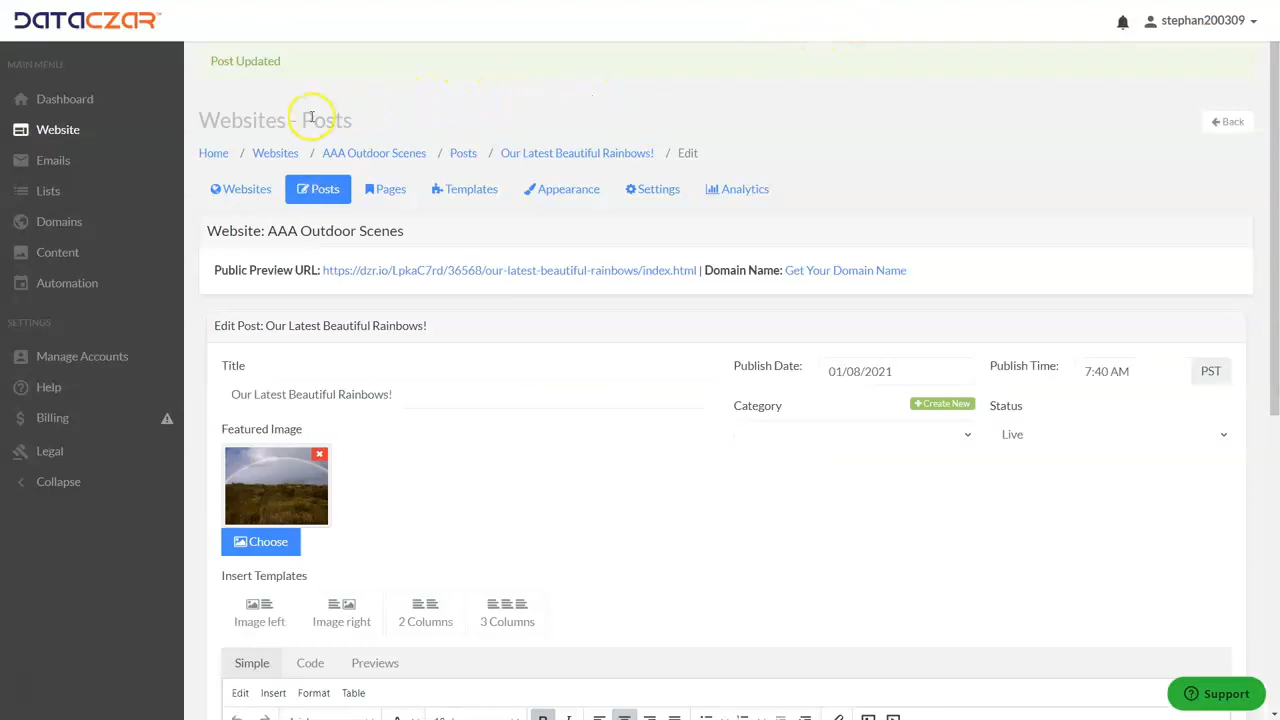 DATACZAR
stephan200309
MAIN MENU
Dashboard
Website
Emails
Lists
Domains
Content
Automation
SETTINGS
Manage Accounts
Help
Billing
Legal
Collapse
Post Updated
Websites - Posts
Back
Home / Websites / AAA Outdoor Scenes / Posts / Our Latest Beautiful Rainbows! / Edit
Websites Posts Pages Templates Appearance Settings Analytics
Website: AAA Outdoor Scenes
Public Preview URL: https://dzr.io/LpkaC7rd/36568/our-latest-beautiful-rainbows/index.html | Domain Name: Get Your Domain Name
Edit Post: Our Latest Beautiful Rainbows!
Title
Our Latest Beautiful Rainbows!
Publish Date: 01/08/2021
Publish Time: 7:40 AM PST
Category + Create New
Status
Live
Featured Image
Choose
Insert Templates
Image left Image right 2 Columns 3 Columns
Simple Code Previews
Edit Insert Format Table
Support